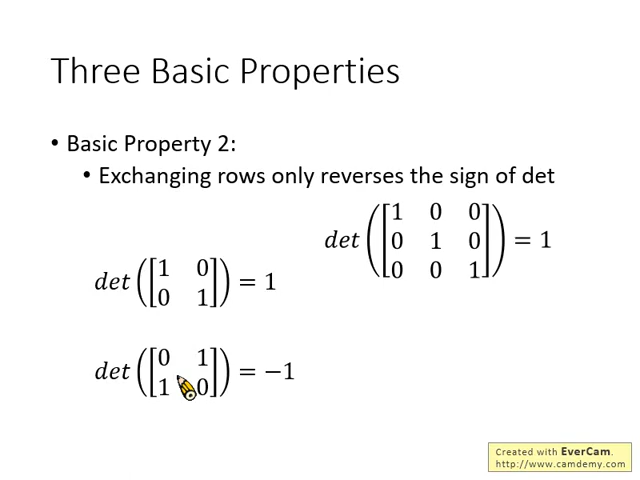 Three Basic Properties
• Basic Property 2:
• Exchanging rows only reverses the sign of det
det([1 0
0 1]) = 1
det([1 0 0
0 1 0
0 0 1]) = 1
det([0 1
1 0]) = −1
Created with EverCam.
http://www.camdemy.com